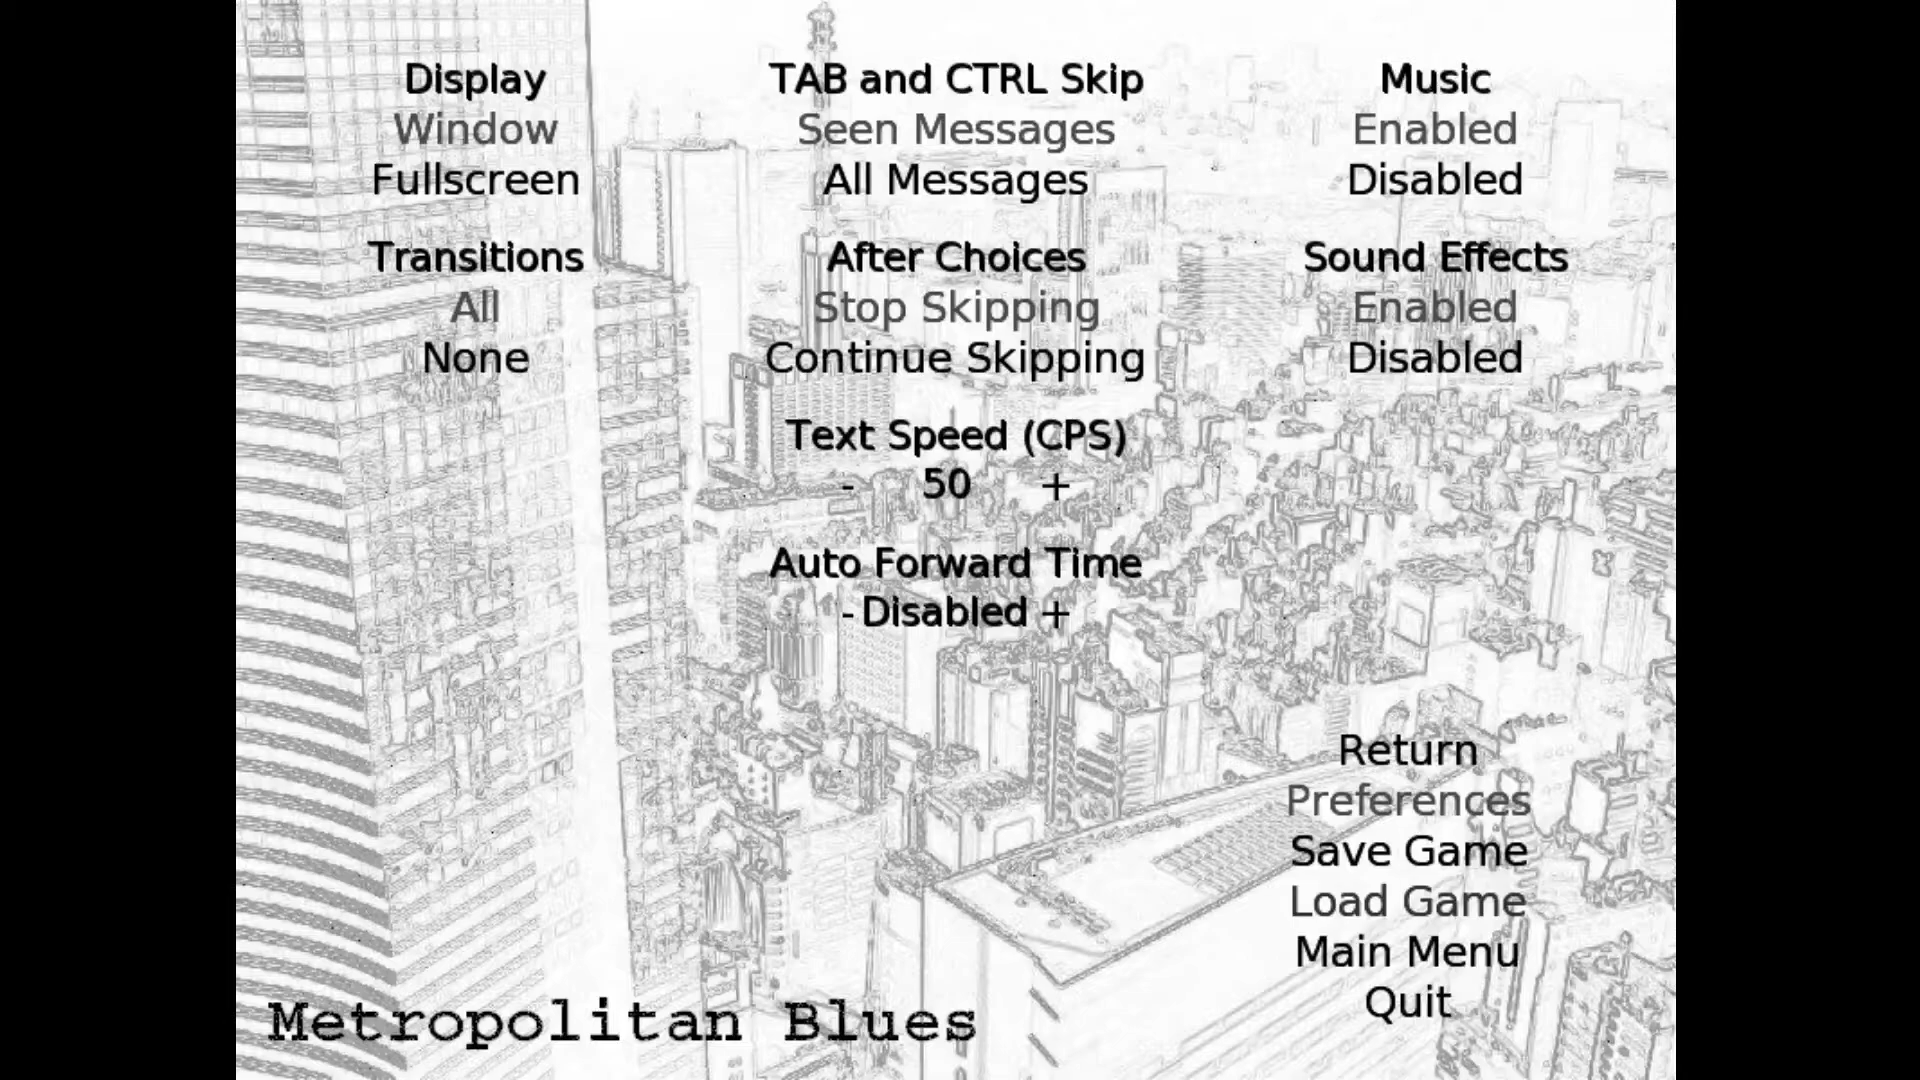 Display
Window
Fullscreen
Transitions
All
None
TAB and CTRL Skip
Seen Messages
All Messages
After Choices
Stop Skipping
Continue Skipping
Text Speed (CPS)
- 50 +
Auto Forward Time
- Disabled +
Music
Enabled
Disabled
Sound Effects
Enabled
Disabled
Return
Preferences
Save Game
Load Game
Main Menu
Quit
Metropolitan Blues